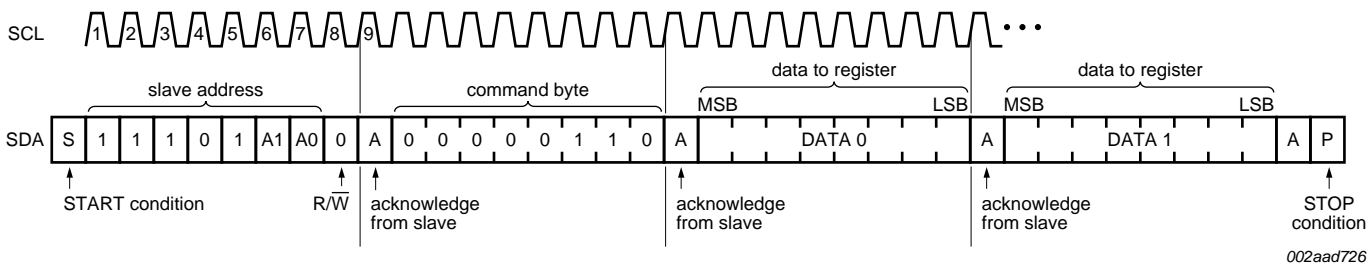 SCL 1 2 3 4 5 6 7 8 9 • • •
slave address command byte data to register data to register
MSB LSB MSB LSB
SDA S 1 1 1 0 1 A1 A0 0 A 0 0 0 0 0 1 1 0 A DATA 0 A DATA 1 A P
START condition R/W̅ acknowledge from slave acknowledge from slave acknowledge from slave STOP condition
002aad726